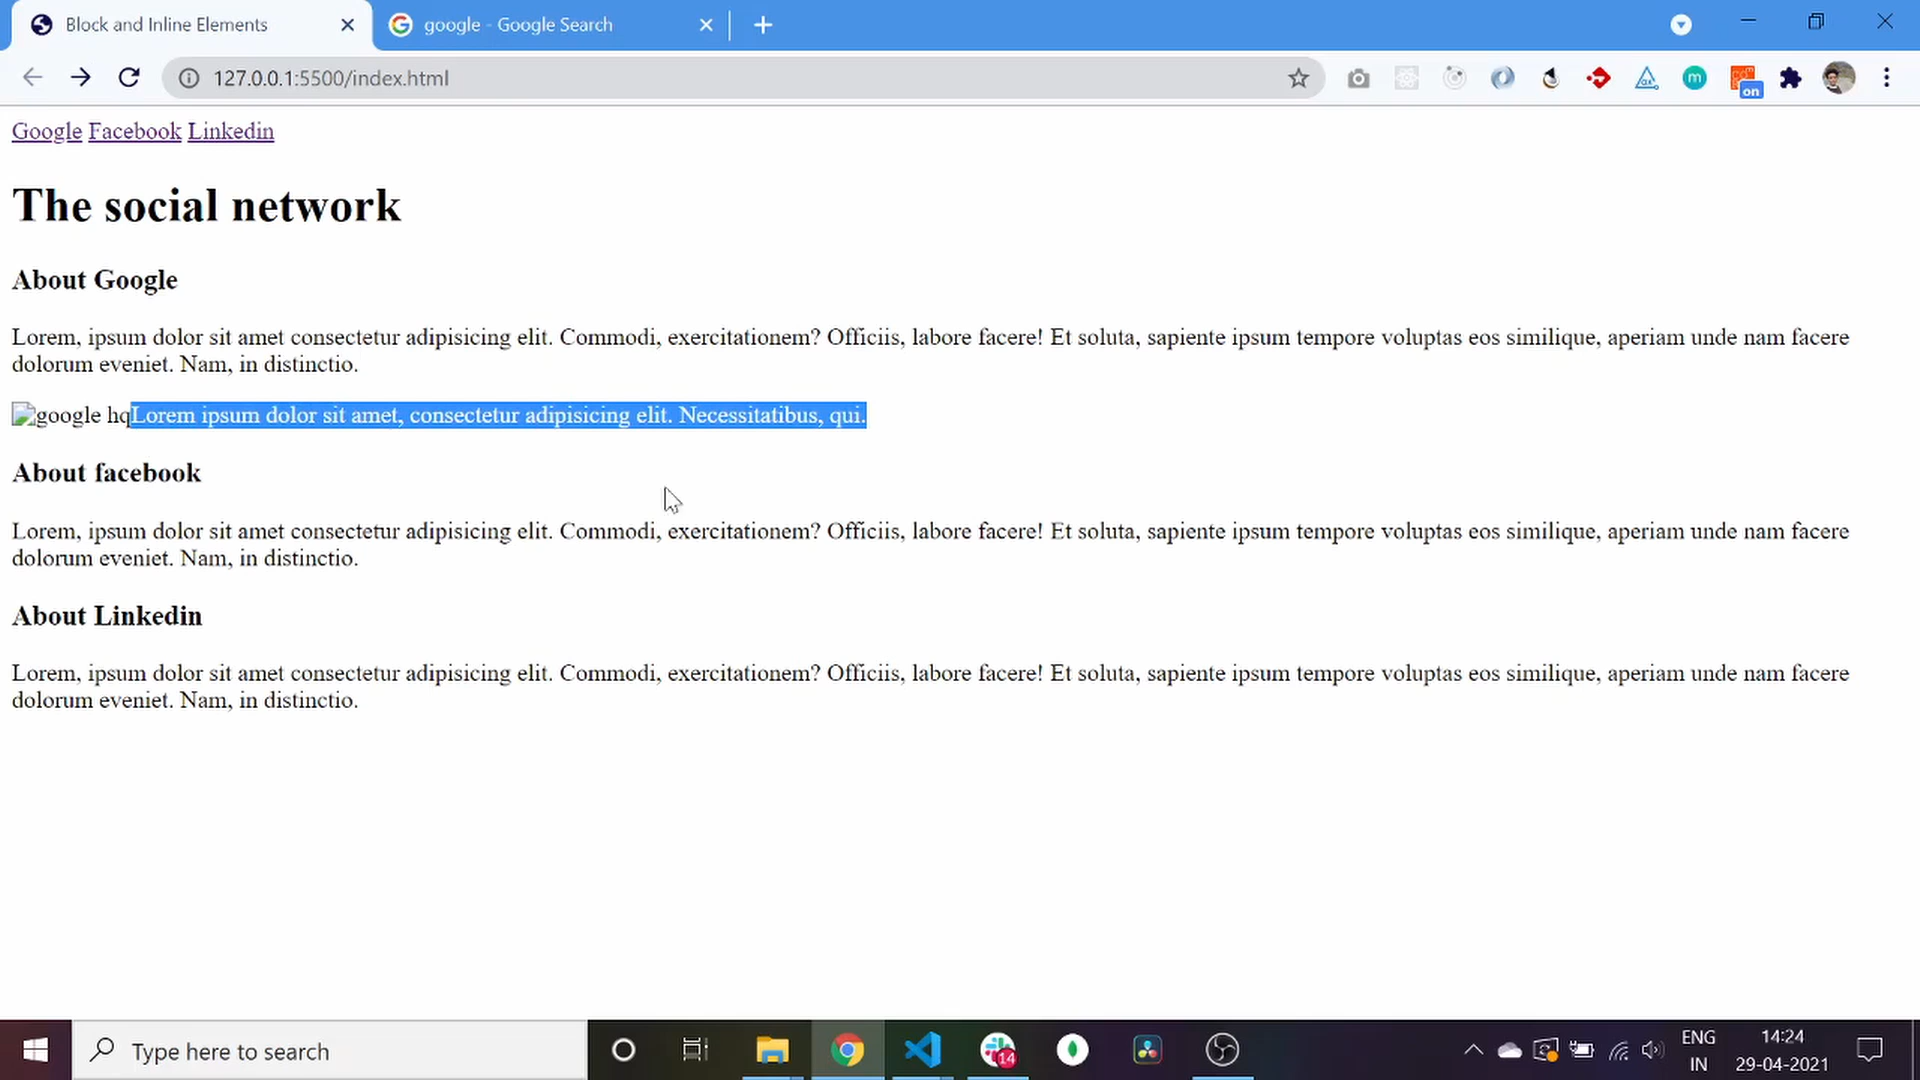 Block and Inline Elements
google - Google Search
127.0.0.1:5500/index.html
on
Google Facebook Linkedin
The social network
About Google
Lorem, ipsum dolor sit amet consectetur adipisicing elit. Commodi, exercitationem? Officiis, labore facere! Et soluta, sapiente ipsum tempore voluptas eos similique, aperiam unde nam facere
dolorum eveniet. Nam, in distinctio.
google hqLorem ipsum dolor sit amet, consectetur adipisicing elit. Necessitatibus, qui.
About facebook
Lorem, ipsum dolor sit amet consectetur adipisicing elit. Commodi, exercitationem? Officiis, labore facere! Et soluta, sapiente ipsum tempore voluptas eos similique, aperiam unde nam facere
dolorum eveniet. Nam, in distinctio.
About Linkedin
Lorem, ipsum dolor sit amet consectetur adipisicing elit. Commodi, exercitationem? Officiis, labore facere! Et soluta, sapiente ipsum tempore voluptas eos similique, aperiam unde nam facere
dolorum eveniet. Nam, in distinctio.
Type here to search
14
ENG
IN
14:24
29-04-2021